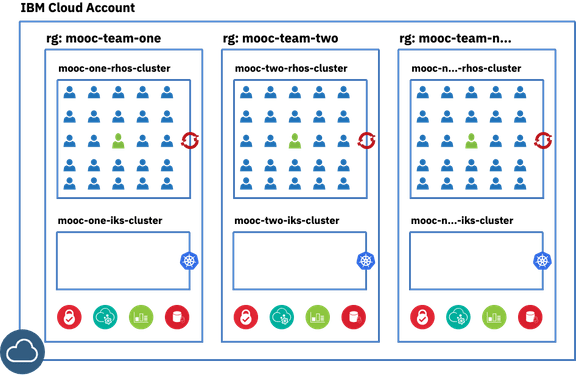 IBM Cloud Account
rg: mooc-team-one
rg: mooc-team-two
rg: mooc-team-n...
mooc-one-rhos-cluster
mooc-two-rhos-cluster
mooc-n...-rhos-cluster
mooc-one-iks-cluster
mooc-two-iks-cluster
mooc-n...-iks-cluster